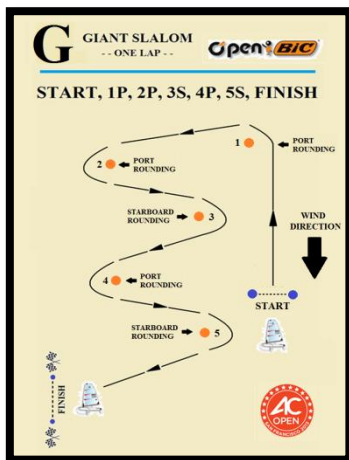 G
GIANT SLALOM
- - ONE LAP - -
Open BIC
START, 1P, 2P, 3S, 4P, 5S, FINISH
1
PORT
ROUNDING
2
PORT
ROUNDING
STARBOARD
ROUNDING
3
WIND
DIRECTION
4
PORT
ROUNDING
START
STARBOARD
ROUNDING
5
FINISH
AC
OPEN